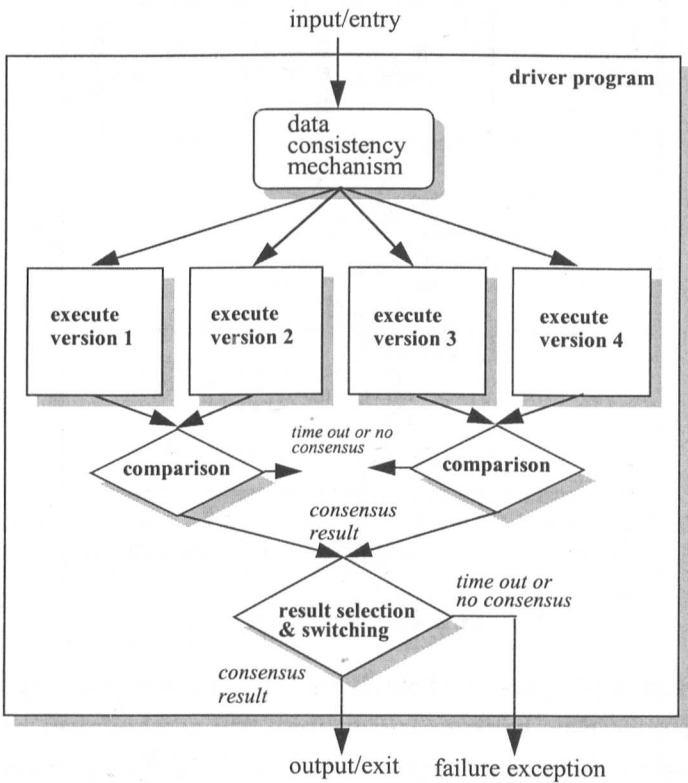 input/entry
driver program
data
consistency
mechanism
execute
version 1
execute
version 2
execute
version 3
execute
version 4
time out or no
consensus
comparison
comparison
consensus
result
time out or
no consensus
result selection
& switching
consensus
result
output/exit
failure exception